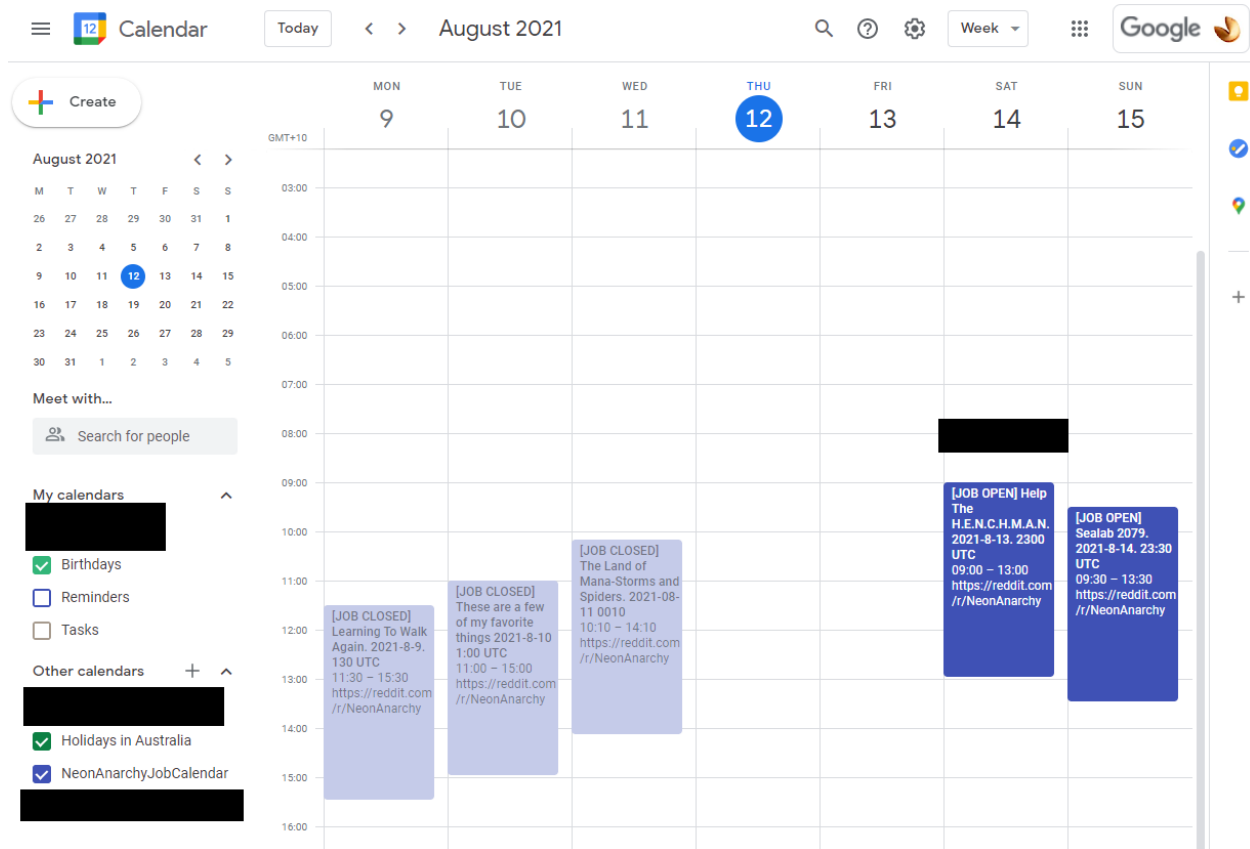 12 Calendar Today August 2021 Week Google
Create
MON TUE WED THU FRI SAT SUN
9 10 11 12 13 14 15
GMT+10
August 2021
M T W T F S S
26 27 28 29 30 31 1
2 3 4 5 6 7 8
9 10 11 12 13 14 15
16 17 18 19 20 21 22
23 24 25 26 27 28 29
30 31 1 2 3 4 5
Meet with...
Search for people
My calendars
Birthdays
Reminders
Tasks
Other calendars
Holidays in Australia
NeonAnarchyJobCalendar
03:00
04:00
05:00
06:00
07:00
08:00
09:00
10:00
11:00
12:00
13:00
14:00
15:00
16:00
[JOB CLOSED]
Learning To Walk
Again. 2021-8-9.
130 UTC
11:30 – 15:30
https://reddit.com
/r/NeonAnarchy
[JOB CLOSED]
These are a few
of my favorite
things 2021-8-10
1:00 UTC
11:00 – 15:00
https://reddit.com
/r/NeonAnarchy
[JOB CLOSED]
The Land of
Mana-Storms and
Spiders. 2021-08-
11 0010
10:10 – 14:10
https://reddit.com
/r/NeonAnarchy
[JOB OPEN] Help
The
H.E.N.C.H.M.A.N.
2021-8-13. 2300
UTC
09:00 – 13:00
https://reddit.com
/r/NeonAnarchy
[JOB OPEN]
Sealab 2079.
2021-8-14. 23:30
UTC
09:30 – 13:30
https://reddit.com
/r/NeonAnarchy